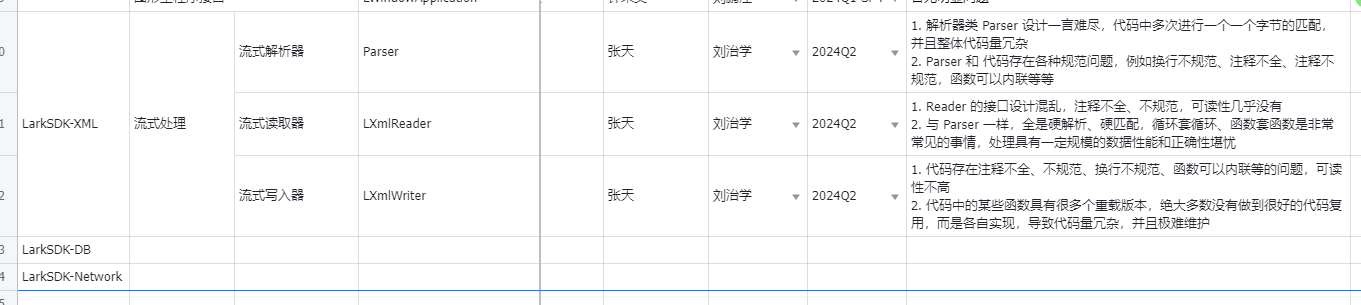 LarkSDK-XML
流式处理
流式解析器
Parser
张天
刘治学
2024Q2
1. 解析器类 Parser 设计一言难尽，代码中多次进行一个一个字节的匹配，
并且整体代码量冗杂
2. Parser 和 代码存在各种规范问题，例如换行不规范、注释不全、注释不
规范，函数可以内联等等
流式读取器
LXmlReader
张天
刘治学
2024Q2
1. Reader 的接口设计混乱，注释不全、不规范，可读性几乎没有
2. 与 Parser 一样，全是硬解析、硬匹配，循环套循环、函数套函数是非常
常见的事情，处理具有一定规模的数据性能和正确性堪忧
流式写入器
LXmlWriter
张天
刘治学
2024Q2
1. 代码存在注释不全、不规范、换行不规范、函数可以内联等的问题，可读
性不高
2. 代码中的某些函数具有很多个重载版本，绝大多数没有做到很好的代码复
用，而是各自实现，导致代码量冗杂，并且极难维护
LarkSDK-DB
LarkSDK-Network